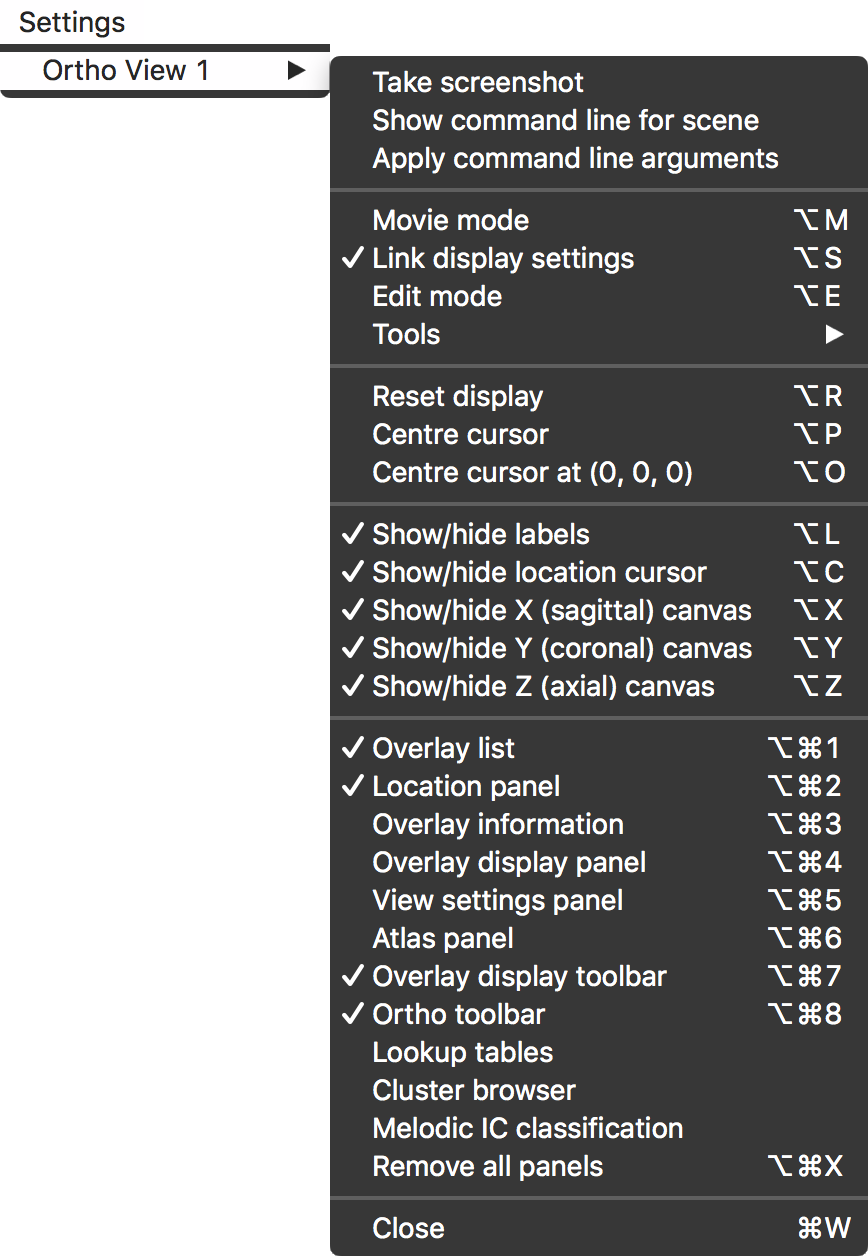 Settings
Ortho View 1 ▶
Take screenshot
Show command line for scene
Apply command line arguments
Movie mode ⌥M
✓ Link display settings ⌥S
Edit mode ⌥E
Tools ▶
Reset display ⌥R
Centre cursor ⌥P
Centre cursor at (0, 0, 0) ⌥O
✓ Show/hide labels ⌥L
✓ Show/hide location cursor ⌥C
✓ Show/hide X (sagittal) canvas ⌥X
✓ Show/hide Y (coronal) canvas ⌥Y
✓ Show/hide Z (axial) canvas ⌥Z
✓ Overlay list ⌥⌘1
✓ Location panel ⌥⌘2
Overlay information ⌥⌘3
Overlay display panel ⌥⌘4
View settings panel ⌥⌘5
Atlas panel ⌥⌘6
✓ Overlay display toolbar ⌥⌘7
✓ Ortho toolbar ⌥⌘8
Lookup tables
Cluster browser
Melodic IC classification
Remove all panels ⌥⌘X
Close ⌘W